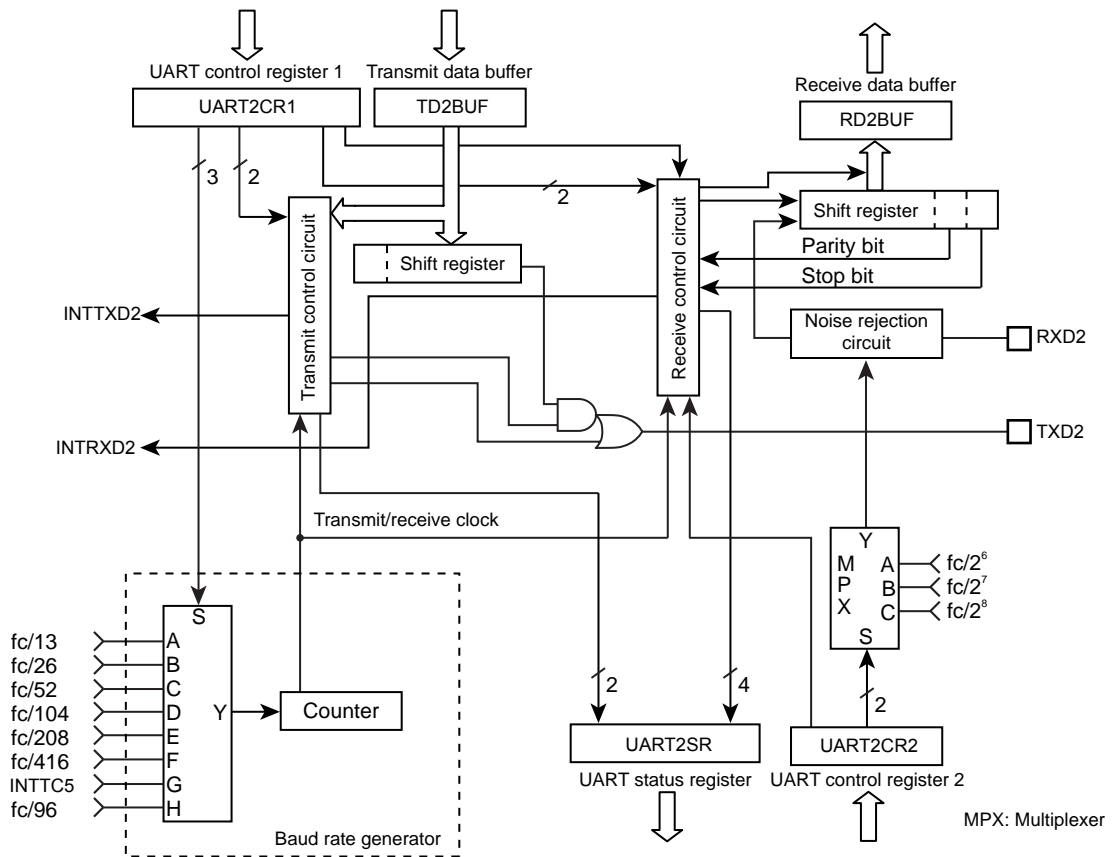 UART control register 1
Transmit data buffer
Receive data buffer
UART2CR1
TD2BUF
RD2BUF
3
2
2
Transmit control circuit
Receive control circuit
Shift register
Shift register
Parity bit
Stop bit
INTTXD2
Noise rejection
circuit
RXD2
INTRXD2
TXD2
Transmit/receive clock
Y
M
P
X
A
B
C
S
fc/2⁶
fc/2⁷
fc/2⁸
S
fc/13
A
fc/26
B
fc/52
C
fc/104
D
Y
Counter
fc/208
E
fc/416
F
INTTC5
G
fc/96
H
Baud rate generator
2
4
2
UART2SR
UART2CR2
UART status register
UART control register 2
MPX: Multiplexer